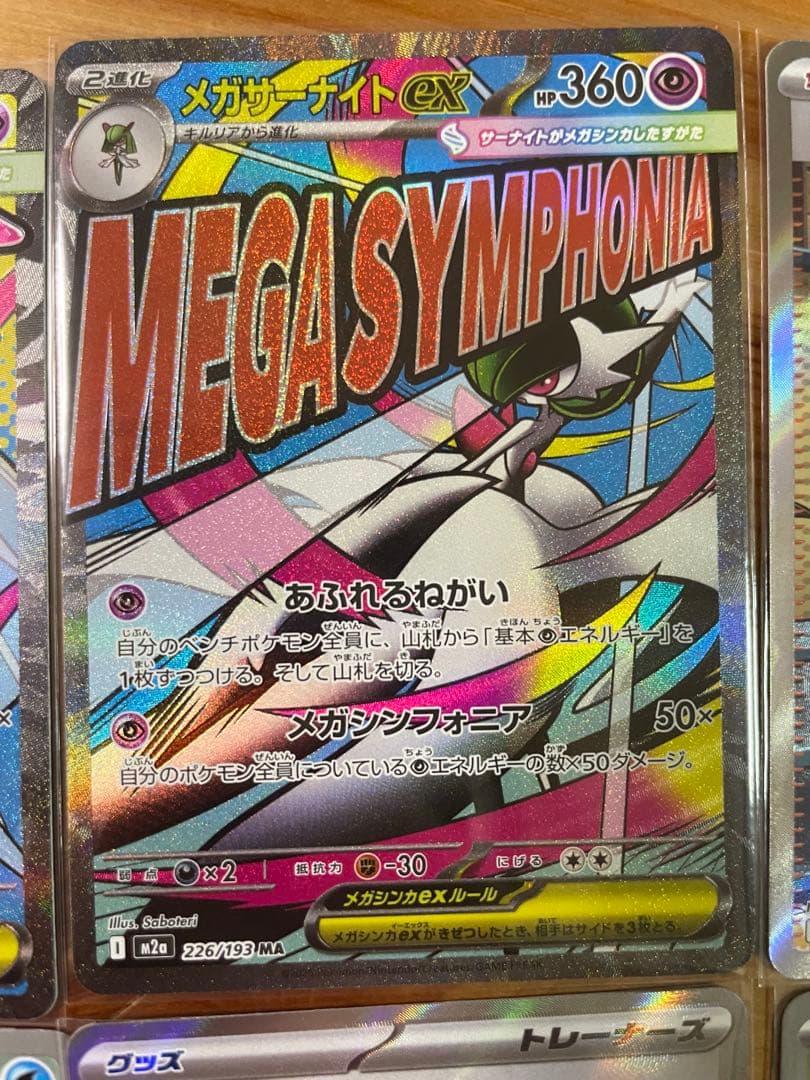 2進化
メガサーナイトex
HP360
キルリアから進化
サーナイトがメガシンカしたすがた
MEGA SYMPHONIA
あふれるねがい
自分のベンチポケモン全員に、山札から「基本エネルギー」を
1枚ずつつける。そして山札を切る。
メガシンフォニア 50×
自分のポケモン全員についているエネルギーの数×50ダメージ。
弱点 ×2 抵抗力 -30 にげる
メガシンカexルール
メガシンカexがきぜつしたとき、相手はサイドを3枚とる。
Illus. Saboteri
I m2a 226/193 MA
グッズ
トレーナーズ
た